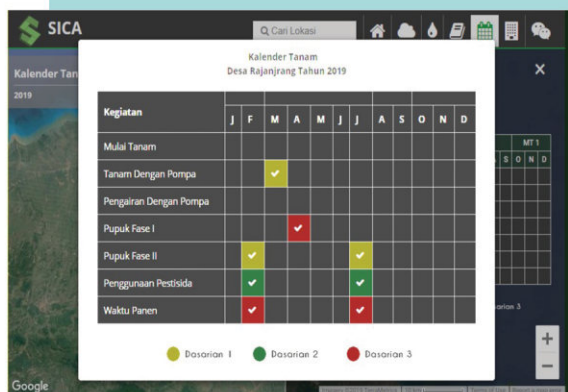 SICA
Cari Lokasi
Kalender Tan
2019
Kalender Tanam
Desa Rajanjrang Tahun 2019
Kegiatan J F M A M J J A S O N D
Mulai Tanam
Tanam Dengan Pompa
Pengairan Dengan Pompa
Pupuk Fase I
Pupuk Fase II
Penggunaan Pestisida
Waktu Panen
Dasarian 1
Dasarian 2
Dasarian 3
×
MT 1
S O N D
arian 3
+
−
Google